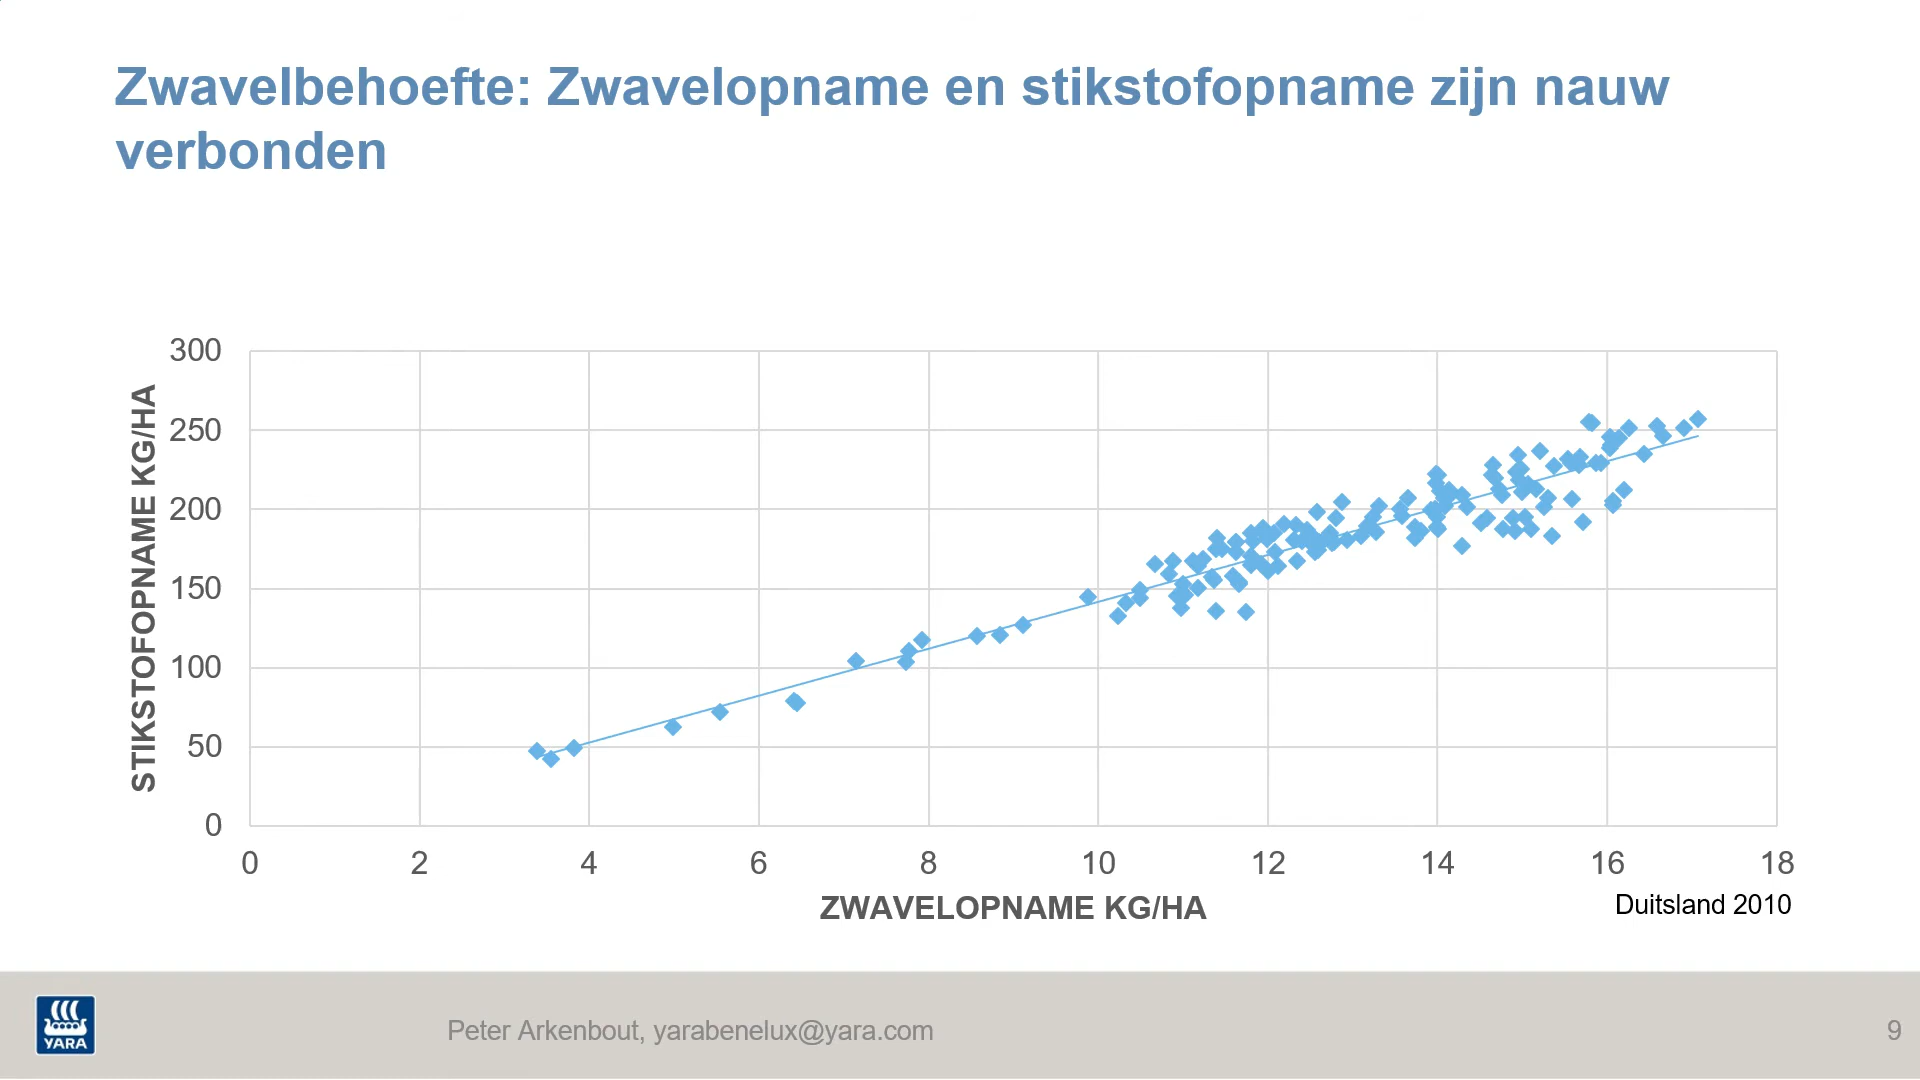 Zwavelbehoefte: Zwavelopname en stikstofopname zijn nauw
verbonden
STIKSTOFOPNAME KG/HA
300
250
200
150
100
50
0
0 2 4 6 8 10 12 14 16 18
ZWAVELOPNAME KG/HA
Duitsland 2010
YARA
Peter Arkenbout, yarabenelux@yara.com
9